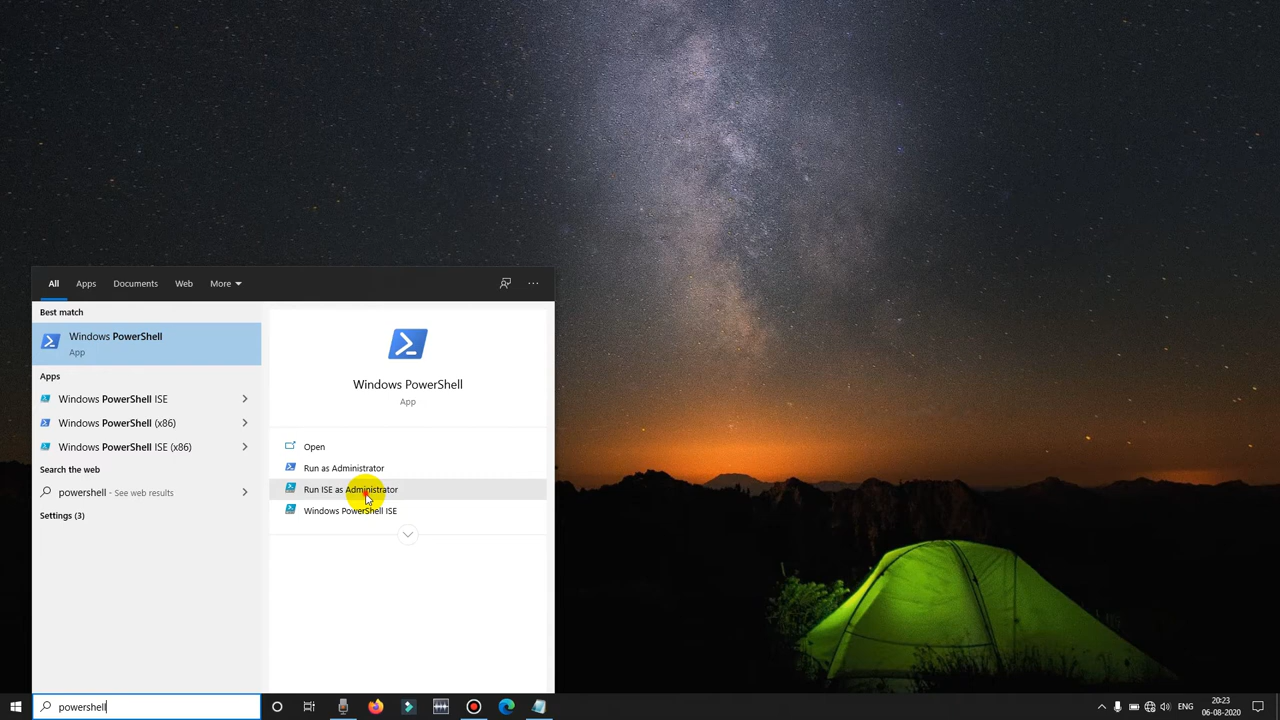 All
Apps
Documents
Web
More
...
Best match
Windows PowerShell
App
Apps
Windows PowerShell ISE
Windows PowerShell (x86)
Windows PowerShell ISE (x86)
Search the web
powershell - See web results
Settings (3)
Windows PowerShell
App
Open
Run as Administrator
Run ISE as Administrator
Windows PowerShell ISE
powershell
ENG
20:23
06-08-2020